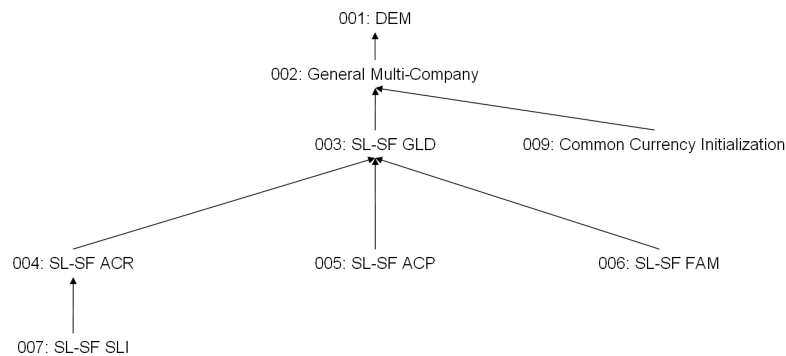 001: DEM
002: General Multi-Company
003: SL-SF GLD
009: Common Currency Initialization
004: SL-SF ACR
005: SL-SF ACP
006: SL-SF FAM
007: SL-SF SLI